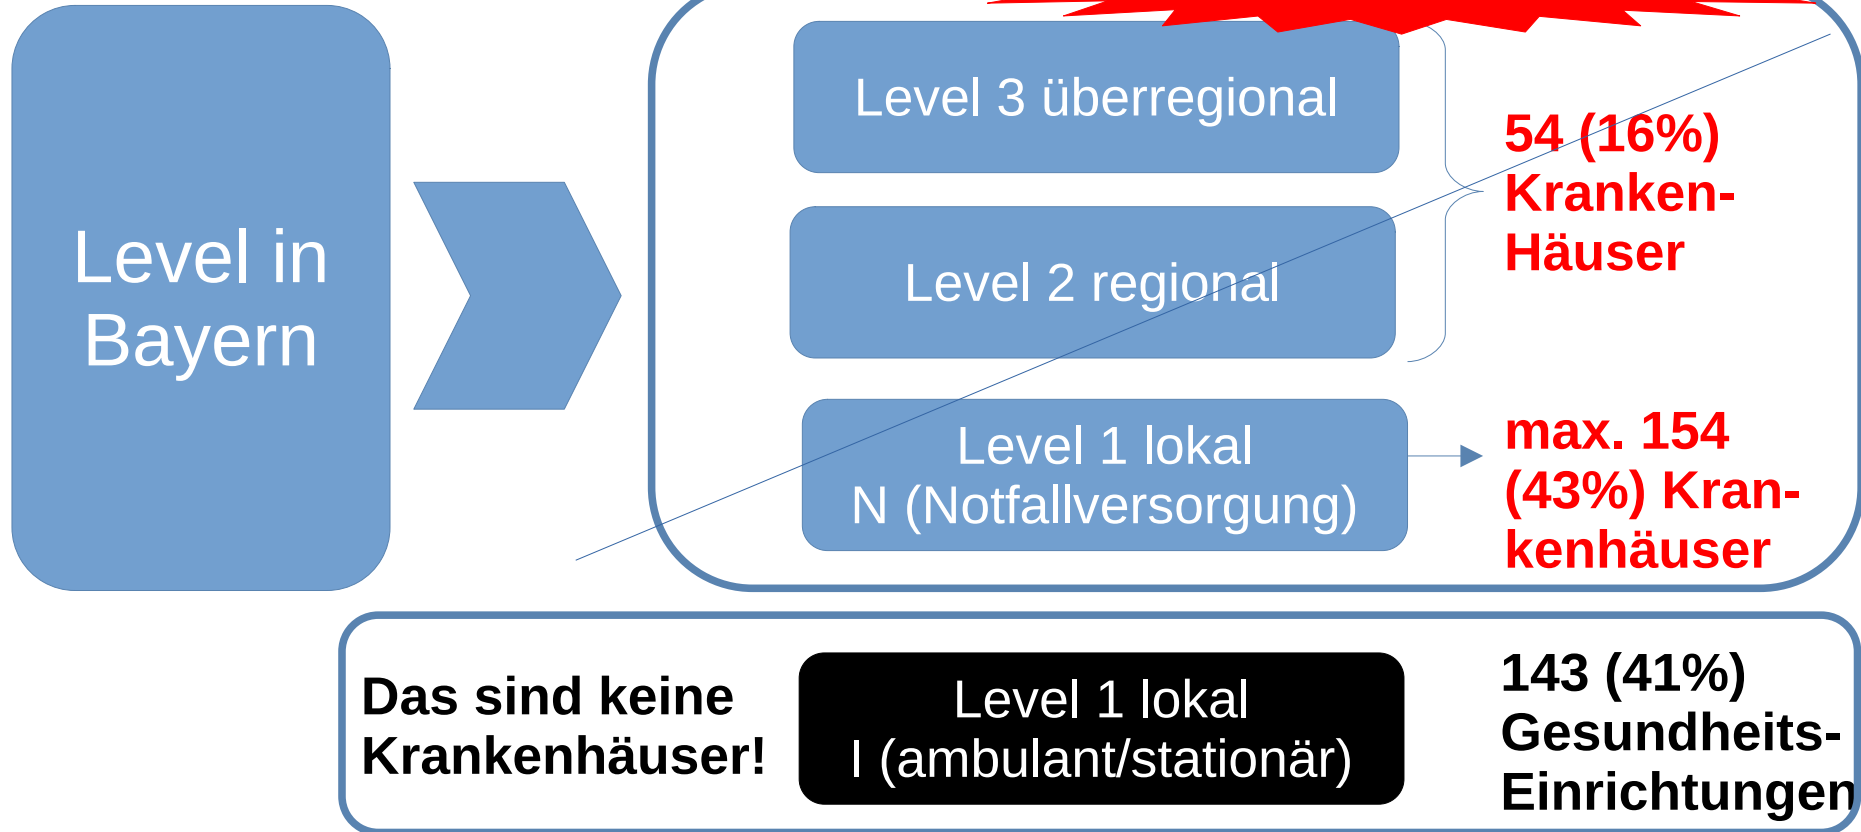 Level in
Bayern
Level 3 überregional
54 (16%)
Kranken-
Häuser
Level 2 regional
Level 1 lokal
N (Notfallversorgung)
max. 154
(43%) Kran-
kenhäuser
Das sind keine
Krankenhäuser!
Level 1 lokal
I (ambulant/stationär)
143 (41%)
Gesundheits-
Einrichtungen